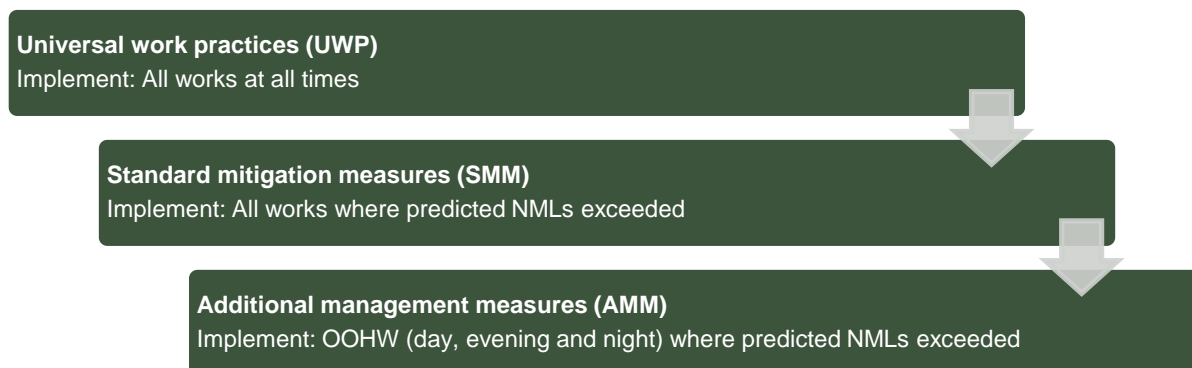 Universal work practices (UWP)
Implement: All works at all times
Standard mitigation measures (SMM)
Implement: All works where predicted NMLs exceeded
Additional management measures (AMM)
Implement: OOHW (day, evening and night) where predicted NMLs exceeded